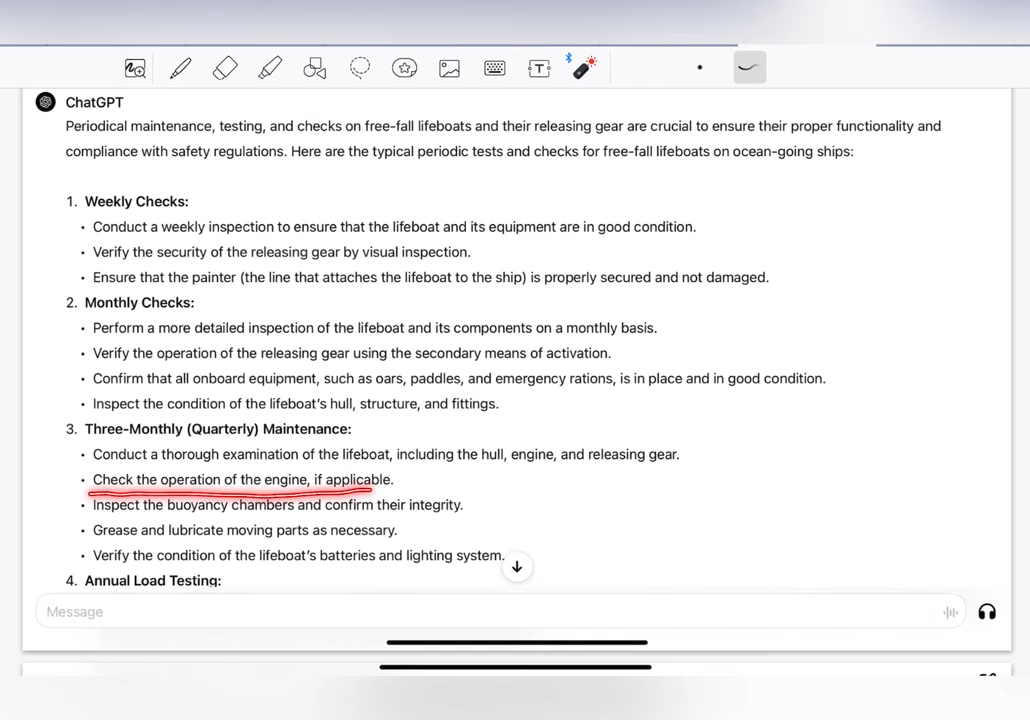 ChatGPT
Periodical maintenance, testing, and checks on free-fall lifeboats and their releasing gear are crucial to ensure their proper functionality and
compliance with safety regulations. Here are the typical periodic tests and checks for free-fall lifeboats on ocean-going ships:
1. Weekly Checks:
• Conduct a weekly inspection to ensure that the lifeboat and its equipment are in good condition.
• Verify the security of the releasing gear by visual inspection.
• Ensure that the painter (the line that attaches the lifeboat to the ship) is properly secured and not damaged.
2. Monthly Checks:
• Perform a more detailed inspection of the lifeboat and its components on a monthly basis.
• Verify the operation of the releasing gear using the secondary means of activation.
• Confirm that all onboard equipment, such as oars, paddles, and emergency rations, is in place and in good condition.
• Inspect the condition of the lifeboat's hull, structure, and fittings.
3. Three-Monthly (Quarterly) Maintenance:
• Conduct a thorough examination of the lifeboat, including the hull, engine, and releasing gear.
• Check the operation of the engine, if applicable.
• Inspect the buoyancy chambers and confirm their integrity.
• Grease and lubricate moving parts as necessary.
• Verify the condition of the lifeboat's batteries and lighting system.
4. Annual Load Testing:
Message